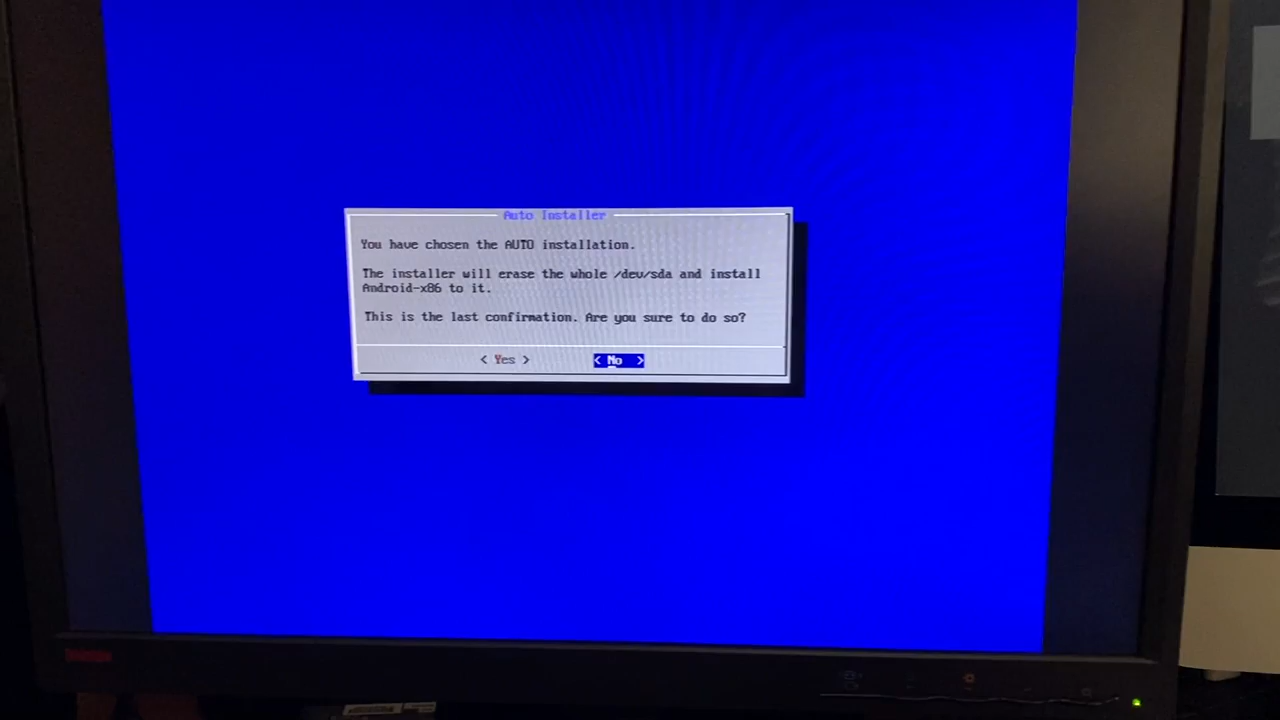 Auto Installer
You have chosen the AUTO installation.
The installer will erase the whole /dev/sda and install
Android-x86 to it.
This is the last confirmation. Are you sure to do so?
< Yes > < No >